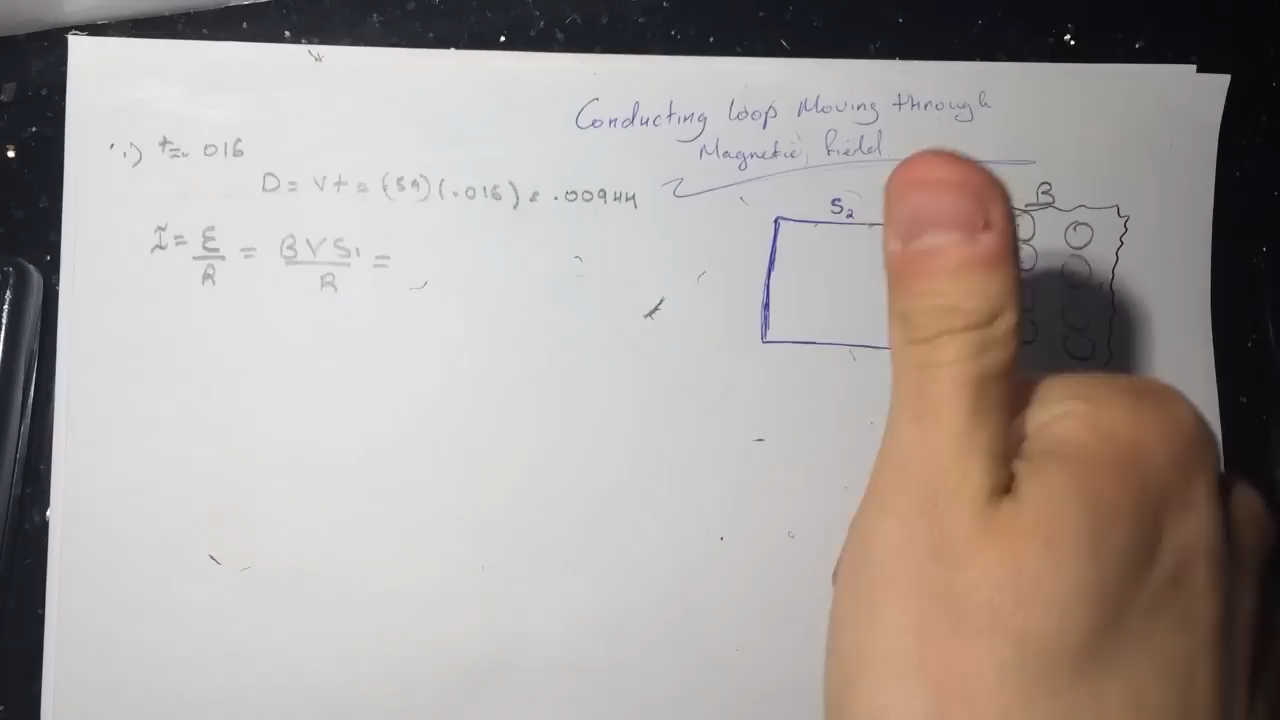 Conducting Loop Moving through
Magnetic field.
1) t= .016
D = Vt = (59)(.016) = .00944
I = ε/R = BVS1/R =
S2
B